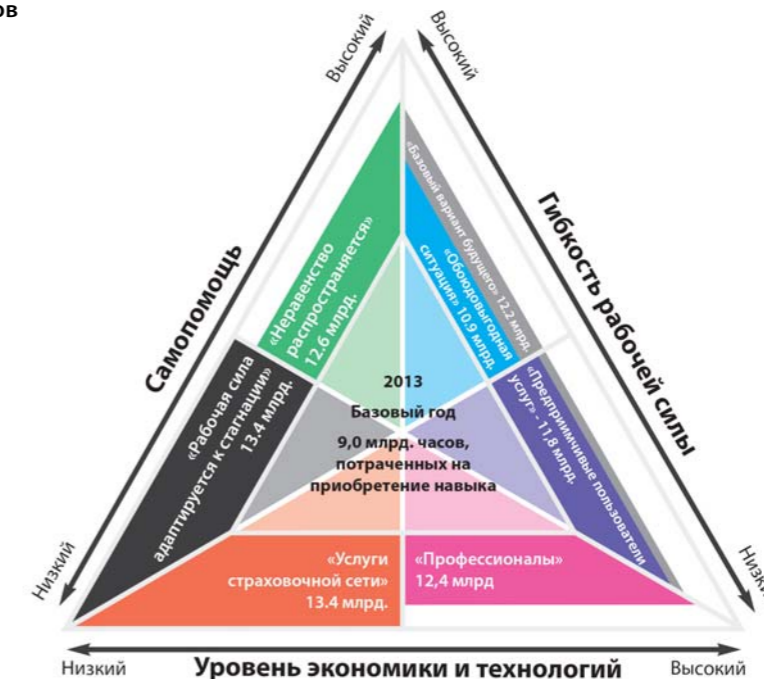 ов
Высокий
Высокий
Самопомощь
Гибкость рабочей силы
«Неравенство
распространяется»
12.6 млрд.
«Базовый вариант будущего» 12.2 млрд.
«Обоюдовыгодная
ситуация» 10.9 млрд.
«Рабочая сила
адаптируется к стагнации»
13.4 млрд.
2013
Базовый год
9,0 млрд. часов,
потраченных на
приобретение навыка
«Предприимчивые пользователи
услуг» - 11,8 млрд.
«Услуги
страховочной сети»
13.4 млрд.
«Профессионалы»
12,4 млрд
Низкий
Низкий
Низкий
Уровень экономики и технологий
Высокий